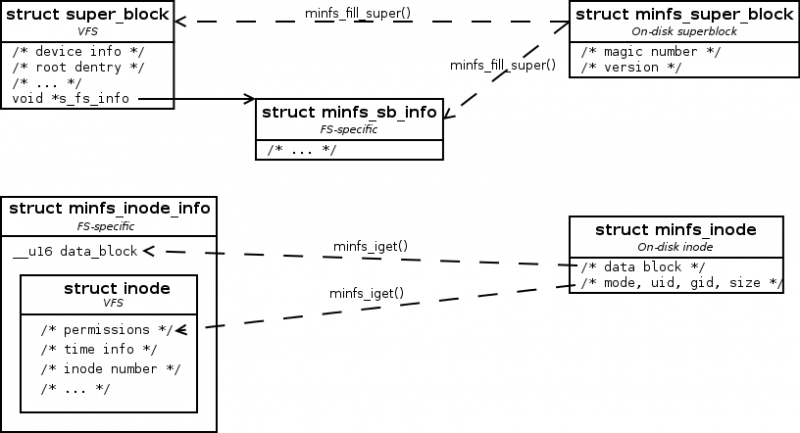 struct super_block
VFS
/* device info */
/* root dentry */
/* ... */
void *s_fs_info
minfs_fill_super()
struct minfs_super_block
On-disk superblock
/* magic number */
/* version */
minfs_fill_super()
struct minfs_sb_info
FS-specific
/* ... */
struct minfs_inode_info
FS-specific
__u16 data_block
struct inode
VFS
/* permissions */
/* time info */
/* inode number */
/* ... */
minfs_iget()
minfs_iget()
struct minfs_inode
On-disk inode
/* data block */
/* mode, uid, gid, size */